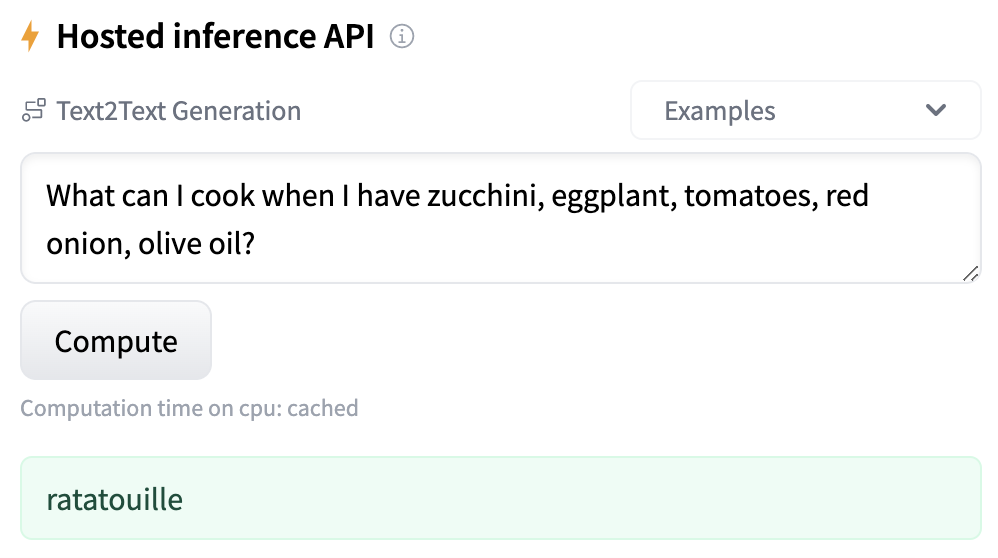 Hosted inference API
Text2Text Generation
Examples
What can I cook when I have zucchini, eggplant, tomatoes, red
onion, olive oil?
Compute
Computation time on cpu: cached
ratatouille